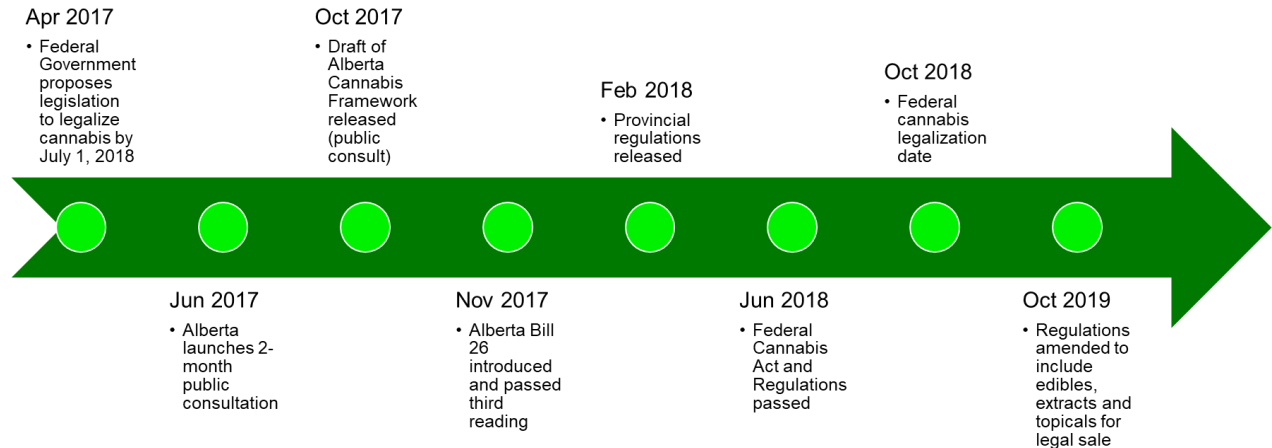 Apr 2017
• Federal
Government
proposes
legislation
to legalize
cannabis by
July 1, 2018
Jun 2017
• Alberta
launches 2-
month
public
consultation
Oct 2017
• Draft of
Alberta
Cannabis
Framework
released
(public
consult)
Nov 2017
• Alberta Bill
26
introduced
and passed
third
reading
Feb 2018
• Provincial
regulations
released
Jun 2018
• Federal
Cannabis
Act and
Regulations
passed
Oct 2018
• Federal
cannabis
legalization
date
Oct 2019
• Regulations
amended to
include
edibles,
extracts and
topicals for
legal sale